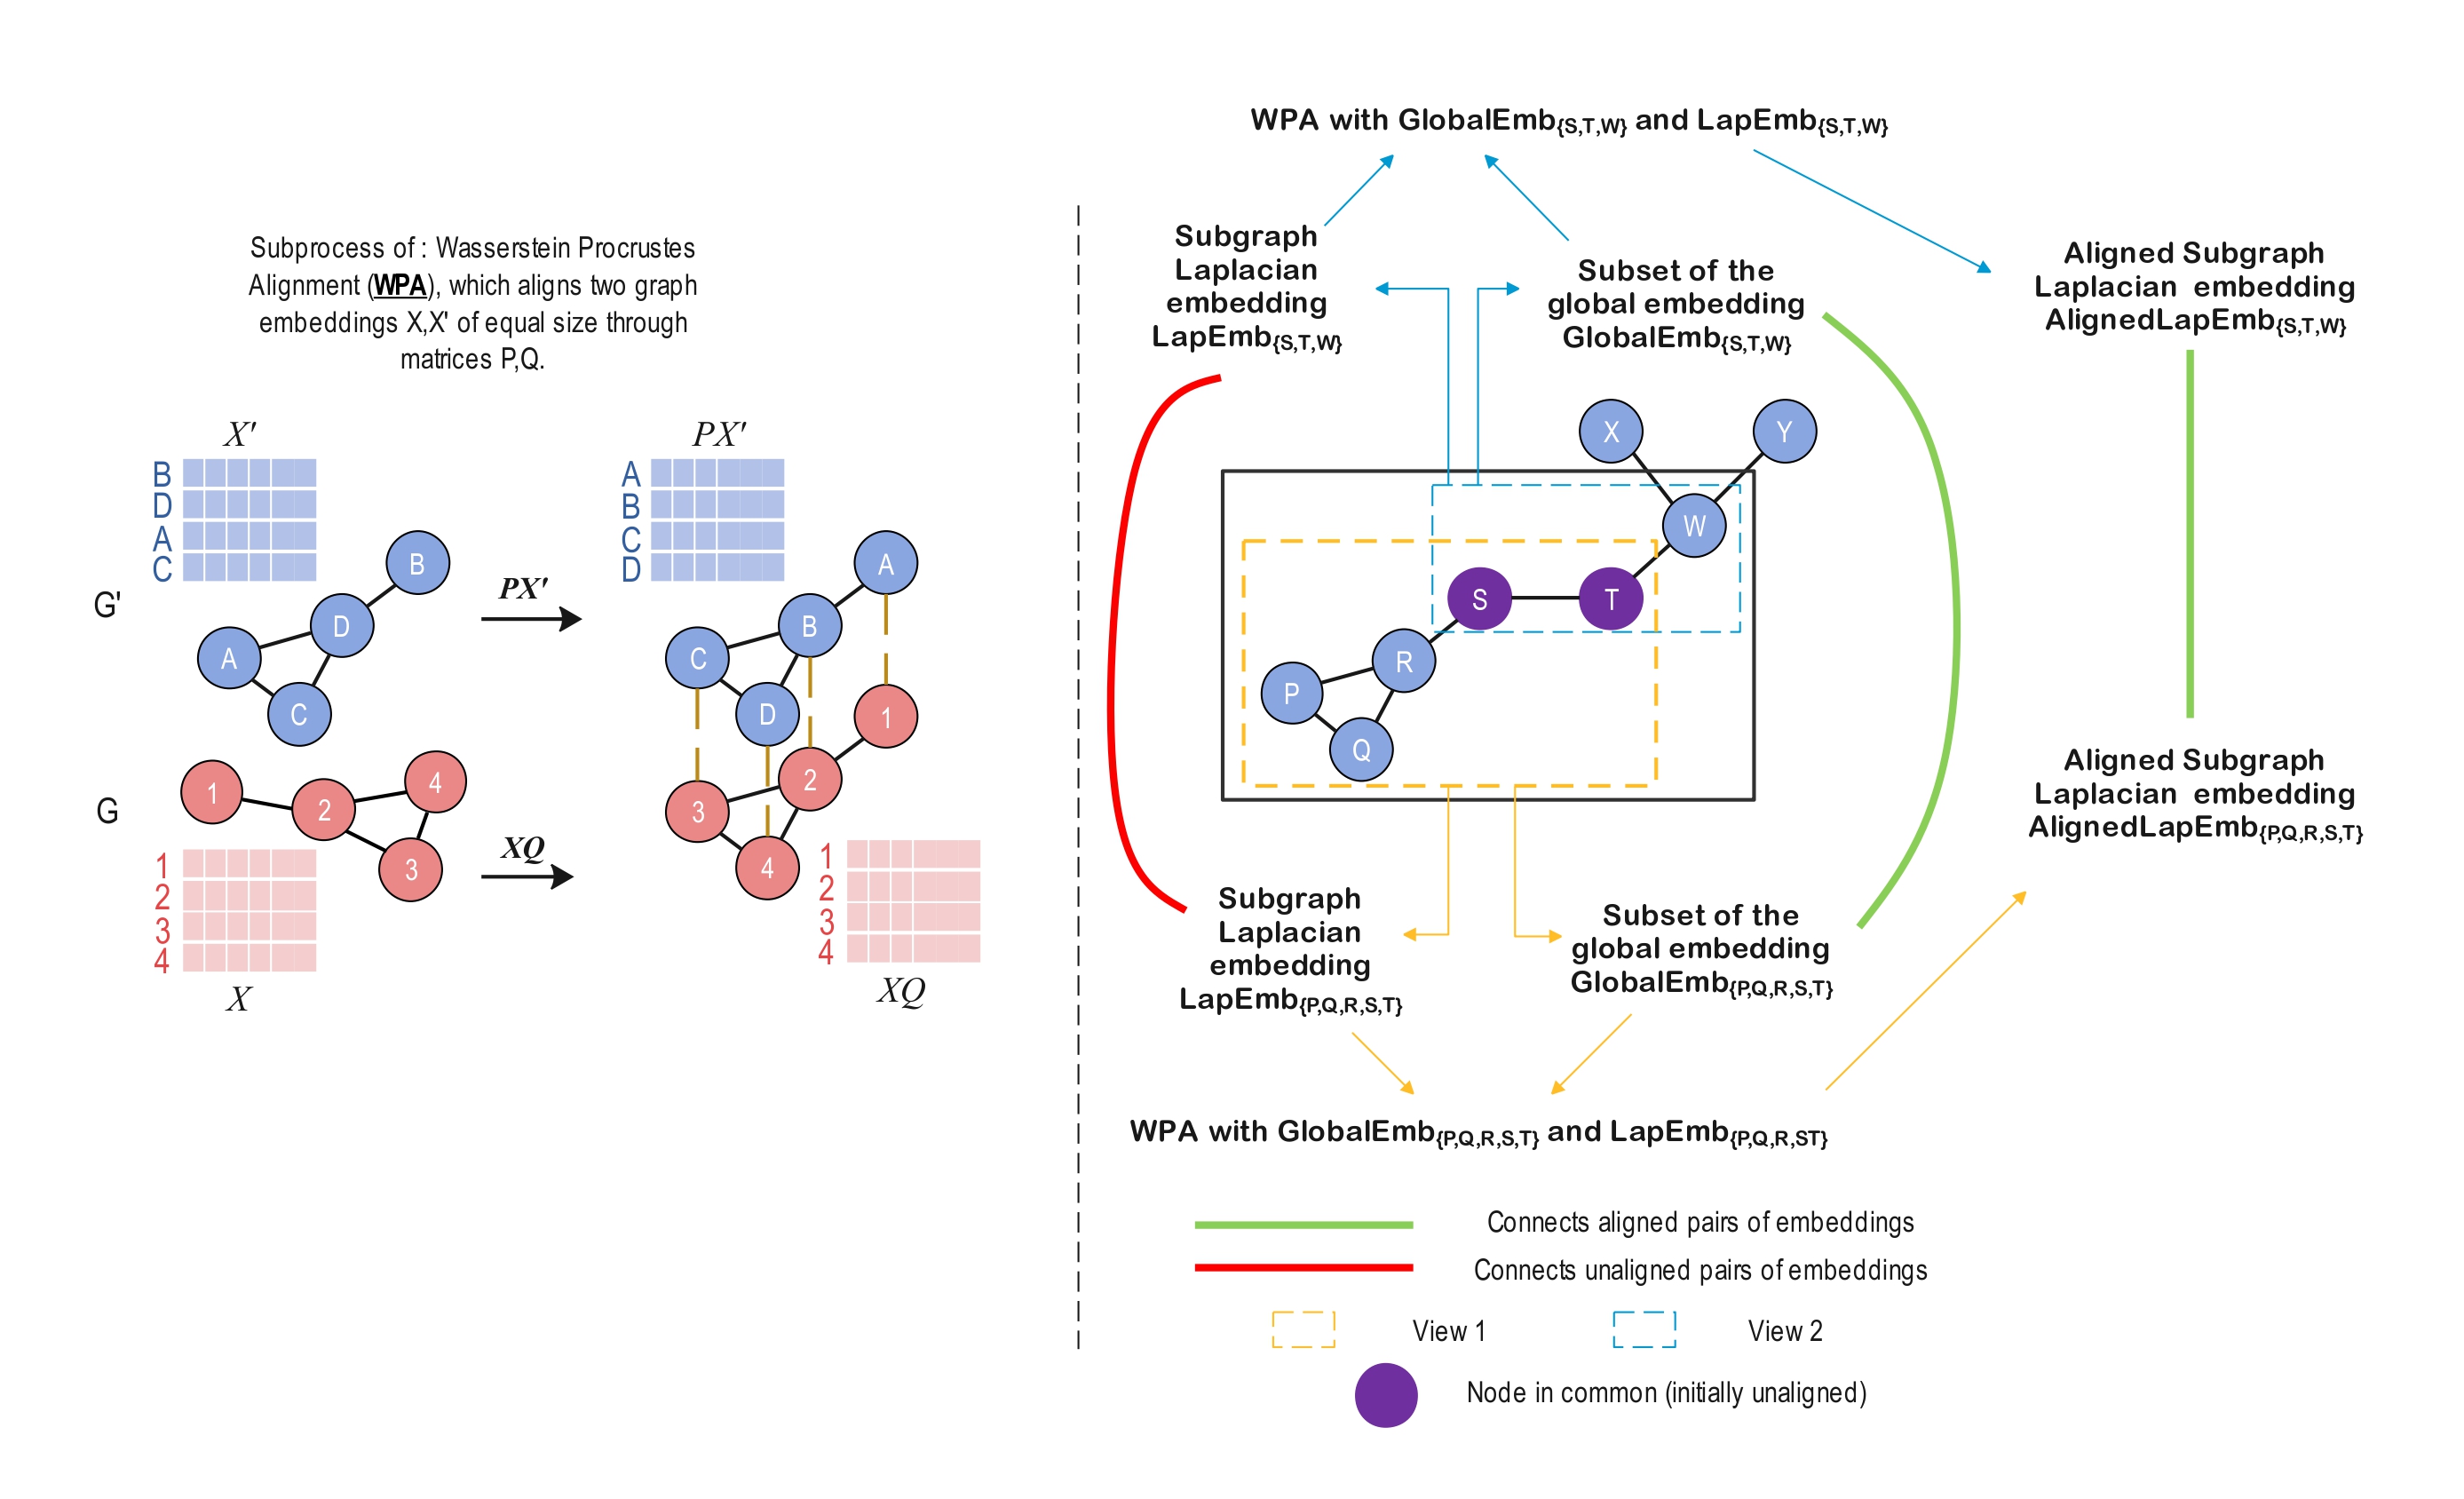 Subprocess of : Wasserstein Procrustes
Alignment (WPA), which aligns two graph
embeddings X,X' of equal size through
matrices P,Q.
X'
B
D
A
C
G'
B
D
A
C
PX'
PX'
A
B
C
D
A
B
C
D
1
2
3
4
G
1
2
4
3
XQ
1
2
3
4
X
1
2
3
4
XQ
WPA with GlobalEmb{S,T,W} and LapEmb{S,T,W}
Subgraph
Laplacian
embedding
LapEmb{S,T,W}
Subset of the
global embedding
GlobalEmb{S,T,W}
Aligned Subgraph
Laplacian embedding
AlignedLapEmb{S,T,W}
X
Y
W
S
T
R
P
Q
Aligned Subgraph
Laplacian embedding
AlignedLapEmb{P,Q,R,S,T}
Subgraph
Laplacian
embedding
LapEmb{P,Q,R,S,T}
Subset of the
global embedding
GlobalEmb{P,Q,R,S,T}
WPA with GlobalEmb{P,Q,R,S,T} and LapEmb{P,Q,R,ST}
Connects aligned pairs of embeddings
Connects unaligned pairs of embeddings
View 1
View 2
Node in common (initially unaligned)